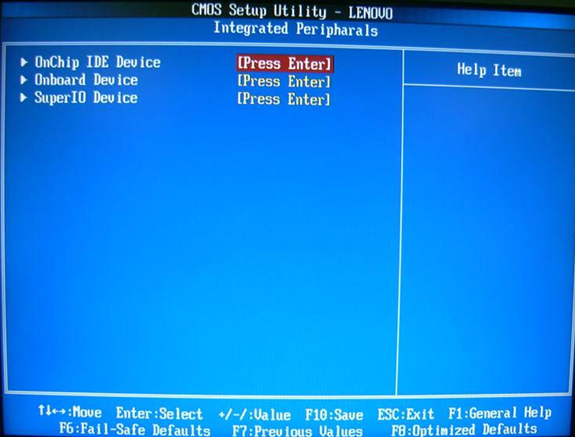 CMOS Setup Utility - LENOVO
Integrated Peripharals
▶ OnChip IDE Device [Press Enter]
▶ Onboard Device [Press Enter]
▶ SuperIO Device [Press Enter]
Help Item
↑↓←→:Move Enter:Select +/-/:Value F10:Save ESC:Exit F1:General Help
F6:Fail-Safe Defaults F7:Previous Values F8:Optimized Defaults